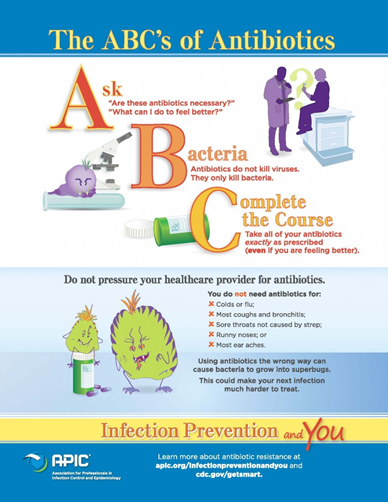 The ABC's of Antibiotics
Ask
"Are these antibiotics necessary?"
"What can I do to feel better?"
Bacteria
Antibiotics do not kill viruses.
They only kill bacteria.
Complete
the Course
Take all of your antibiotics
exactly as prescribed
(even if you are feeling better).
Do not pressure your healthcare provider for antibiotics.
You do not need antibiotics for:
✘ Colds or flu;
✘ Most coughs and bronchitis;
✘ Sore throats not caused by strep;
✘ Runny noses; or
✘ Most ear aches.
Using antibiotics the wrong way can
cause bacteria to grow into superbugs.
This could make your next infection
much harder to treat.
Infection Prevention and You
APIC
Association for Professionals in
Infection Control and Epidemiology
Learn more about antibiotic resistance at
apic.org/infectionpreventionandyou and
cdc.gov/getsmart.